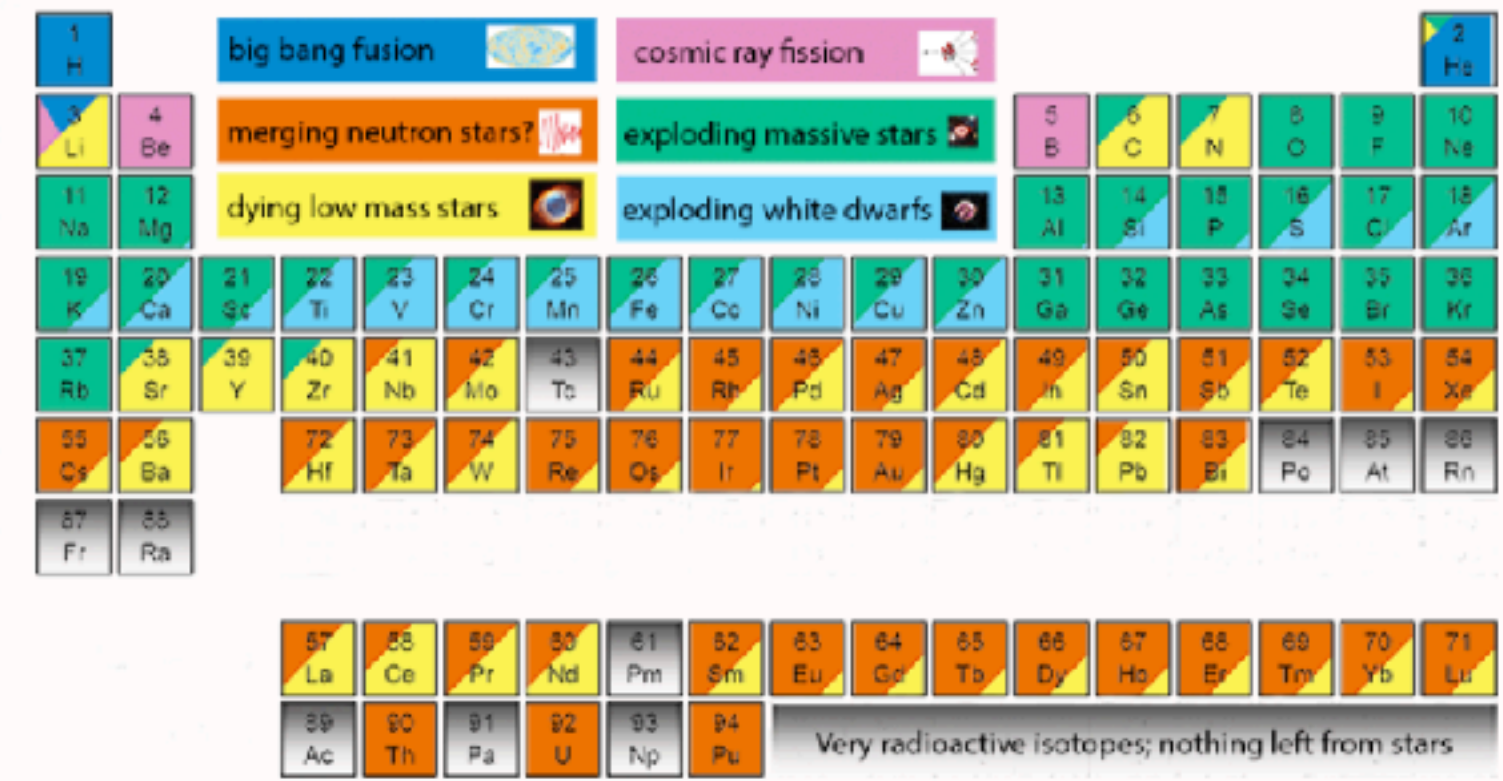 1
H
big bang fusion
cosmic ray fission
2
He
3
Li
4
Be
merging neutron stars?
exploding massive stars
5
B
6
C
7
N
8
O
9
F
10
Ne
11
Na
12
Mg
dying low mass stars
exploding white dwarfs
13
Al
14
Si
15
P
16
S
17
Cl
18
Ar
19
K
20
Ca
21
Sc
22
Ti
23
V
24
Cr
25
Mn
26
Fe
27
Co
28
Ni
29
Cu
30
Zn
31
Ga
32
Ge
33
As
34
Se
35
Br
36
Kr
37
Rb
38
Sr
39
Y
40
Zr
41
Nb
42
Mo
43
Tc
44
Ru
45
Rh
46
Pd
47
Ag
48
Cd
49
In
50
Sn
51
Sb
52
Te
53
I
54
Xe
55
Cs
56
Ba
72
Hf
73
Ta
74
W
75
Re
76
Os
77
Ir
78
Pt
79
Au
80
Hg
81
Tl
82
Pb
83
Bi
84
Po
85
At
86
Rn
87
Fr
88
Ra
57
La
58
Ce
59
Pr
60
Nd
61
Pm
62
Sm
63
Eu
64
Gd
65
Tb
66
Dy
67
Ho
68
Er
69
Tm
70
Yb
71
Lu
89
Ac
90
Th
91
Pa
92
U
93
Np
94
Pu
Very radioactive isotopes; nothing left from stars